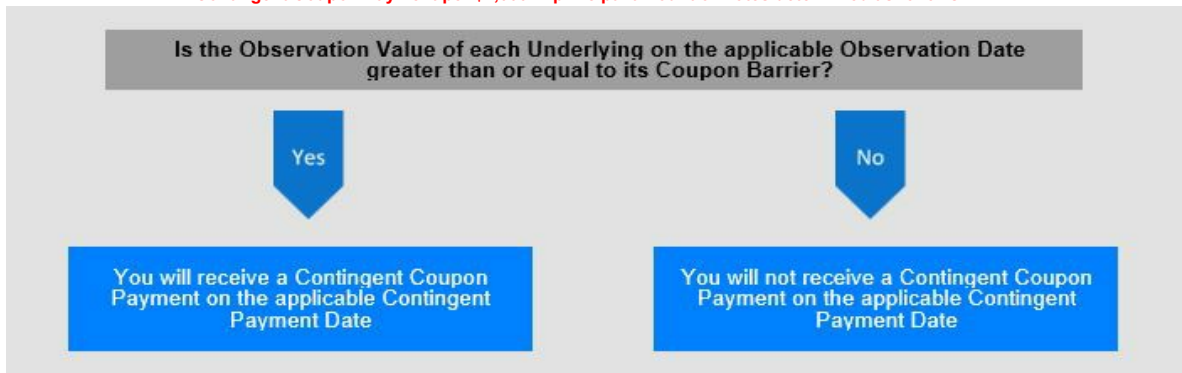 Is the Observation Value of each Underlying on the applicable Observation Date
greater than or equal to its Coupon Barrier?
Yes
No
You will receive a Contingent Coupon
Payment on the applicable Contingent
Payment Date
You will not receive a Contingent Coupon
Payment on the applicable Contingent
Payment Date